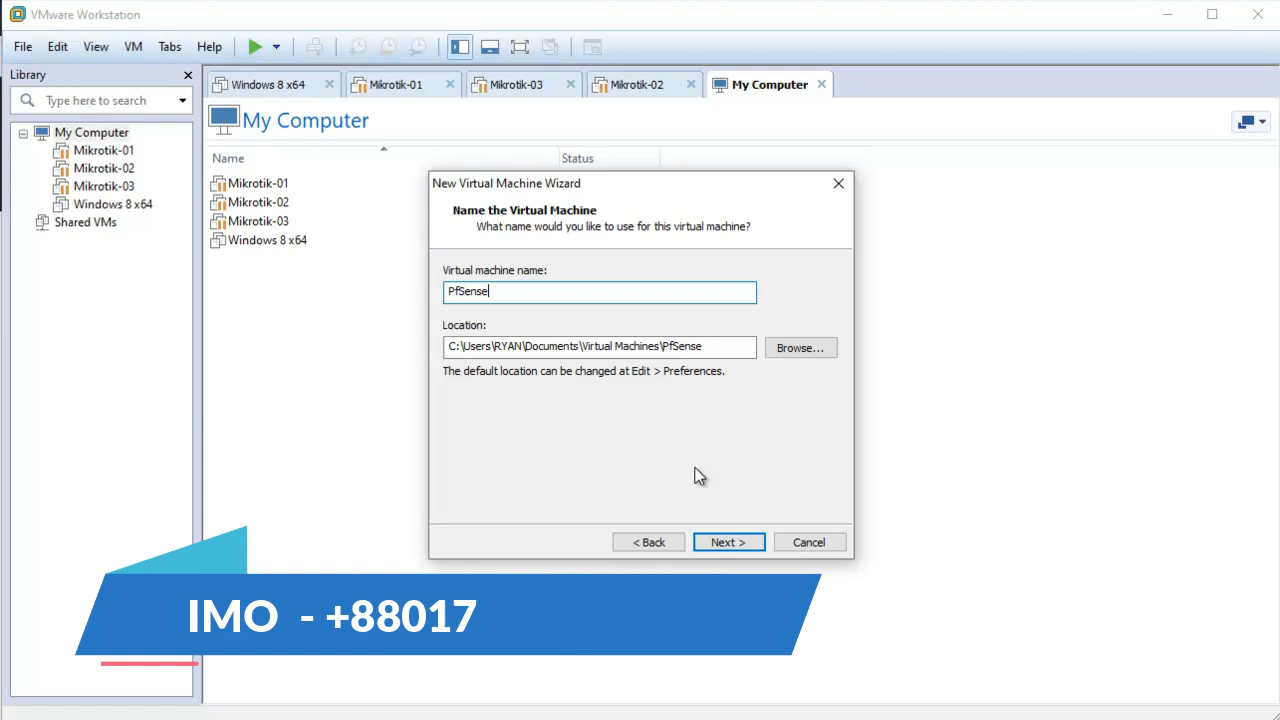 VMware Workstation
File Edit View VM Tabs Help
Library
Type here to search
My Computer
Mikrotik-01
Mikrotik-02
Mikrotik-03
Windows 8 x64
Shared VMs
Windows 8 x64 Mikrotik-01 Mikrotik-03 Mikrotik-02 My Computer
My Computer
Name Status
Mikrotik-01
Mikrotik-02
Mikrotik-03
Windows 8 x64
New Virtual Machine Wizard
Name the Virtual Machine
What name would you like to use for this virtual machine?
Virtual machine name:
PfSense
Location:
C:\Users\RYAN\Documents\Virtual Machines\PfSense
Browse...
The default location can be changed at Edit > Preferences.
< Back Next > Cancel
IMO - +88017